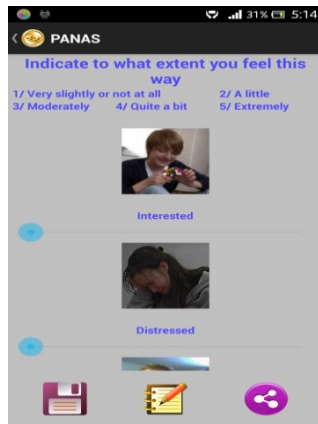 31% 5:14
PANAS
Indicate to what extent you feel this
way
1/ Very slightly or not at all 2/ A little
3/ Moderately 4/ Quite a bit 5/ Extremely
Interested
Distressed